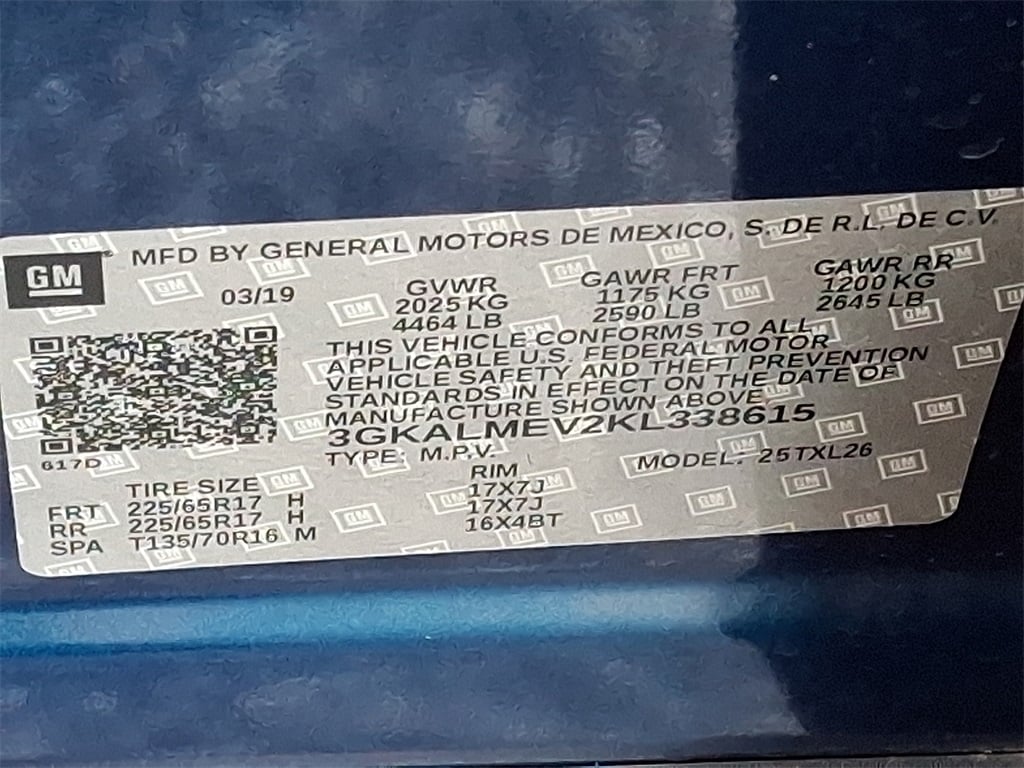 GM MFD BY GENERAL MOTORS DE MEXICO, S. DE R.L. DE C.V.
03/19 GVWR GAWR FRT GAWR RR
2025 KG 1175 KG 1200 KG
4464 LB 2590 LB 2645 LB
THIS VEHICLE CONFORMS TO ALL
APPLICABLE U.S. FEDERAL MOTOR
VEHICLE SAFETY AND THEFT PREVENTION
STANDARDS IN EFFECT ON THE DATE OF
MANUFACTURE SHOWN ABOVE
3GKALMEV2KL338615
617D TYPE: M.P.V. MODEL: 25TXL26
TIRE SIZE RIM
FRT 225/65R17 H 17X7J
RR 225/65R17 H 17X7J
SPA T135/70R16 M 16X4BT